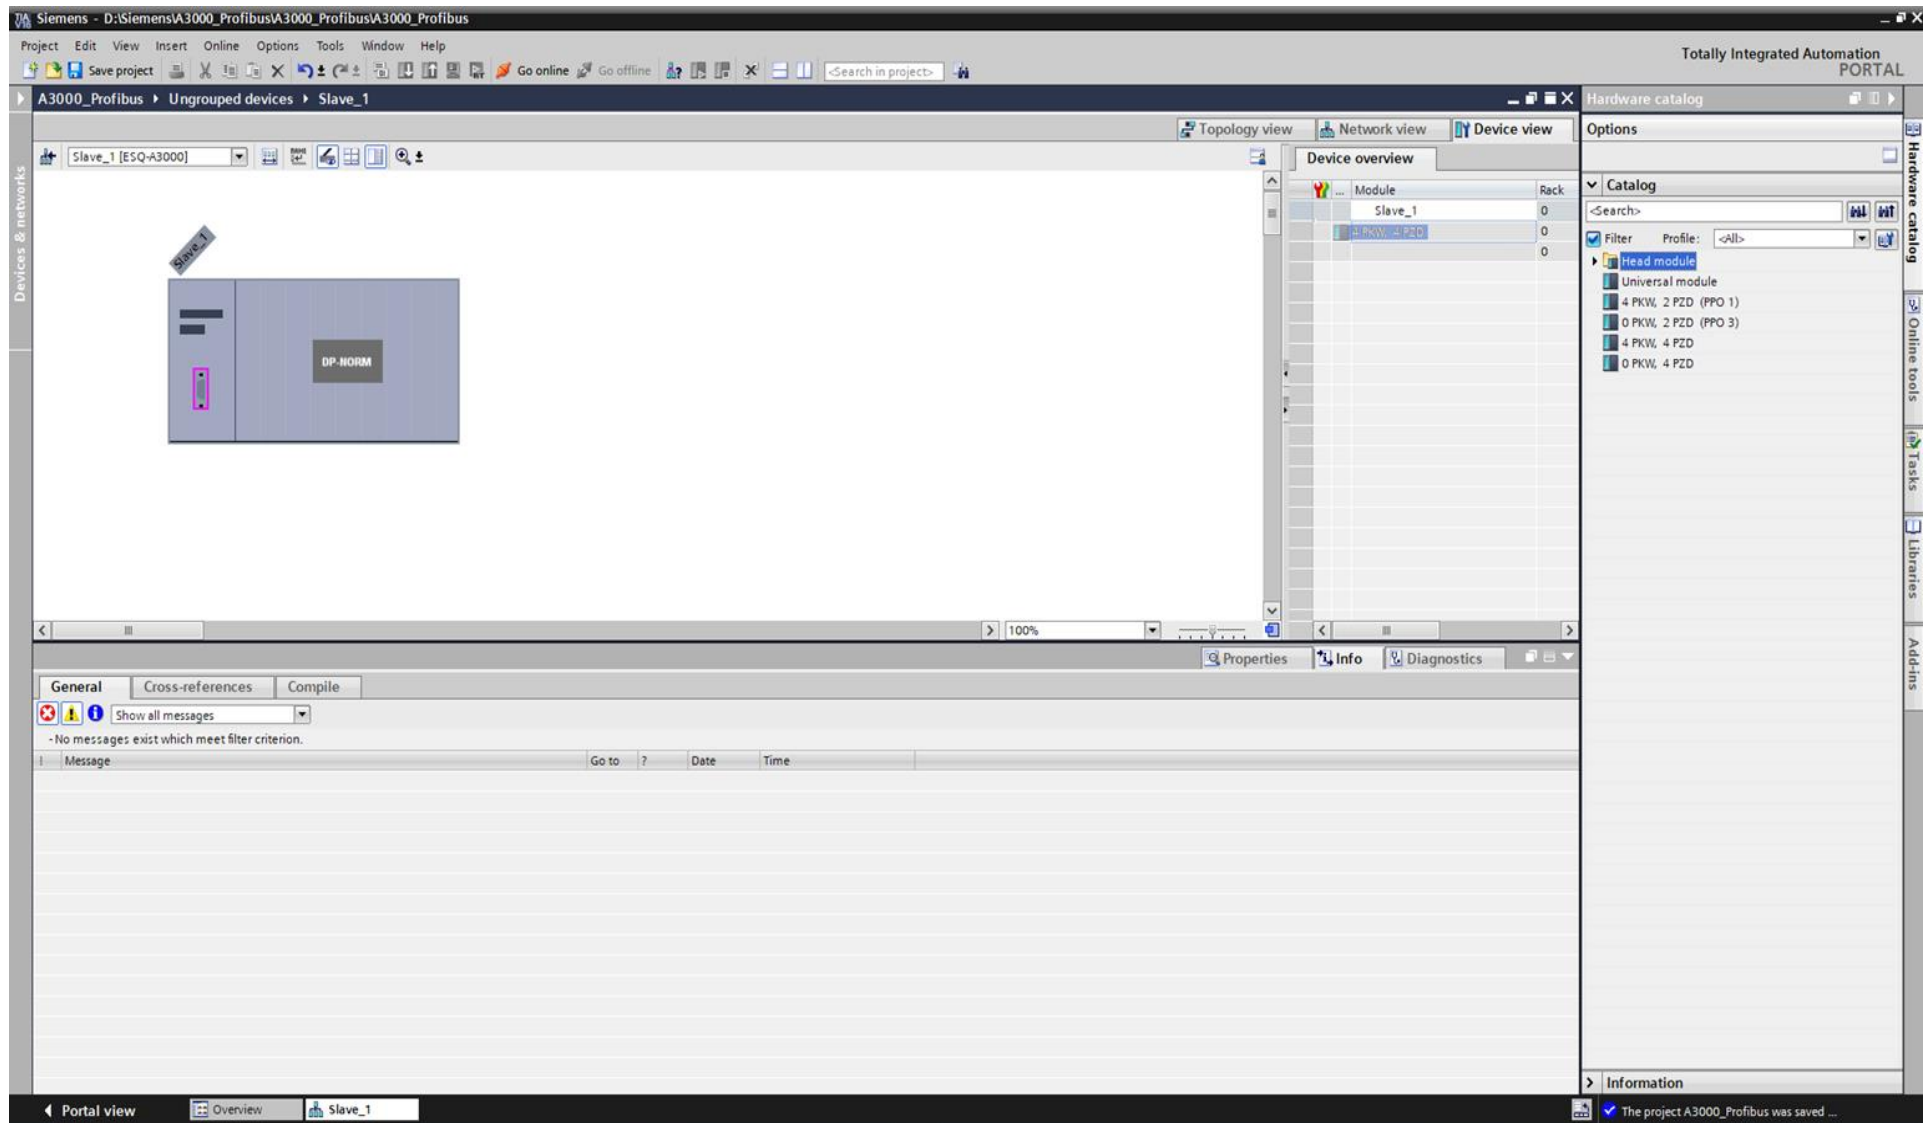 Siemens - D:\Siemens\A3000_Profibus\A3000_Profibus\A3000_Profibus
Project Edit View Insert Online Options Tools Window Help
Totally Integrated Automation
PORTAL
Save project Go online Go offline <Search in project>
A3000_Profibus Ungrouped devices Slave_1
Hardware catalog
Topology view Network view Device view
Options
Slave_1 [ESQ-A3000]
Device overview
... Module Rack
Slave_1 0
4 PKW, 4 PZD 0
0
Catalog
<Search>
Filter Profile: <All>
Head module
Universal module
4 PKW, 2 PZD (PPO 1)
0 PKW, 2 PZD (PPO 3)
4 PKW, 4 PZD
0 PKW, 4 PZD
Slave_1
DP-NORM
Devices & networks
Hardware catalog
Online tools
Tasks
Libraries
Add-ins
100%
Properties Info Diagnostics
General Cross-references Compile
Show all messages
- No messages exist which meet filter criterion.
! Message Go to ? Date Time
Information
Portal view Overview Slave_1
The project A3000_Profibus was saved ...